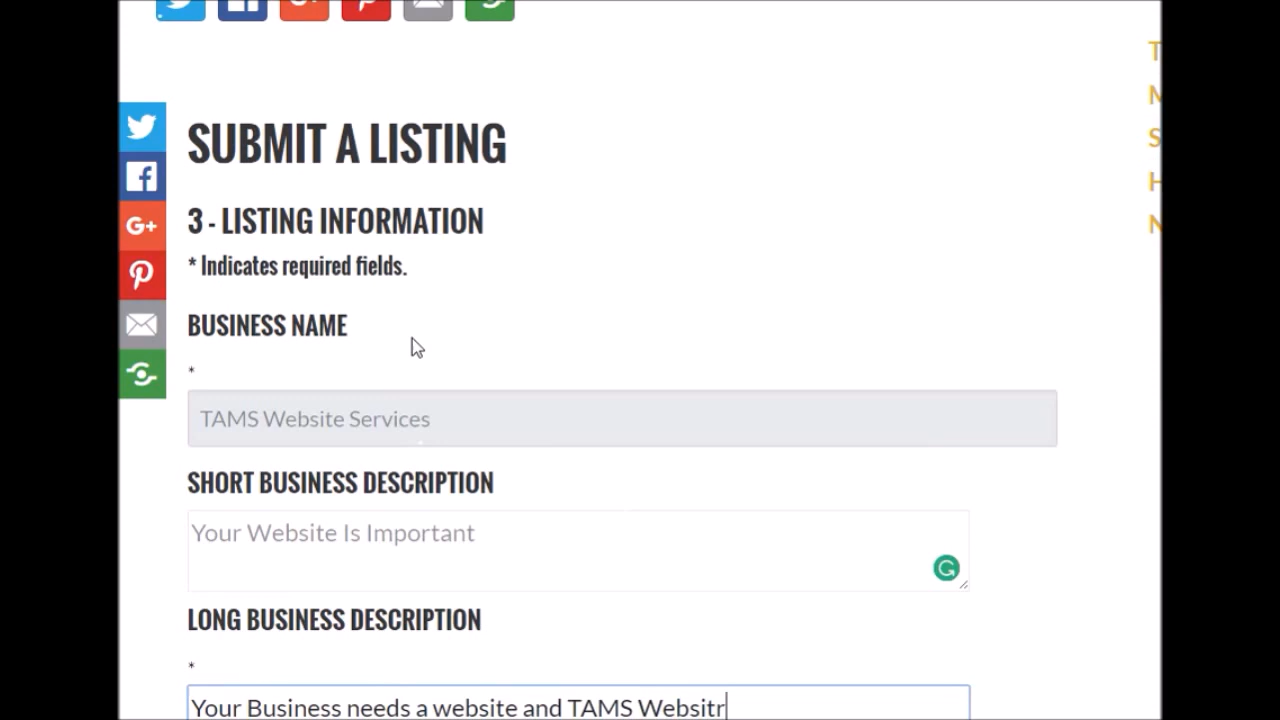 T
M
S
H
N
G+
SUBMIT A LISTING
3 - LISTING INFORMATION
* Indicates required fields.
BUSINESS NAME
*
TAMS Website Services
SHORT BUSINESS DESCRIPTION
Your Website Is Important
LONG BUSINESS DESCRIPTION
*
Your Business needs a website and TAMS Websitr